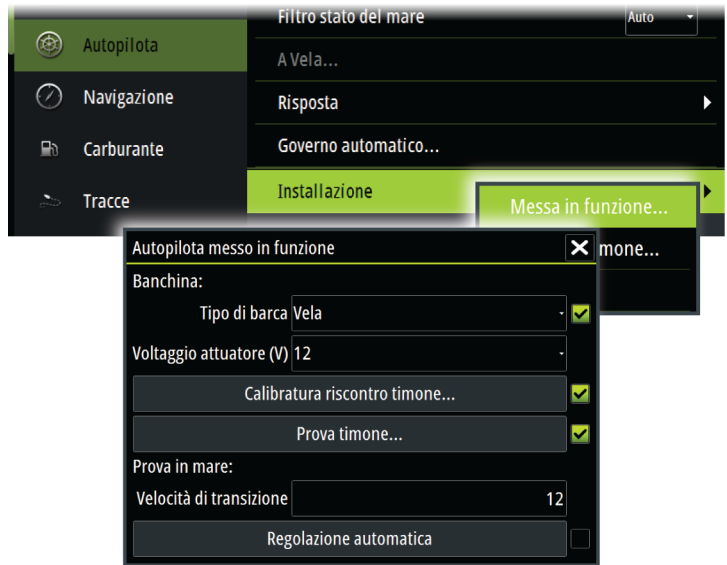 Filtro stato del mare
Auto
Autopilota
A Vela...
Navigazione
Risposta
Carburante
Governo automatico...
Tracce
Installazione
Messa in funzione...
mone...
Autopilota messo in funzione
Banchina:
Tipo di barca Vela
Voltaggio attuatore (V) 12
Calibratura riscontro timone...
Prova timone...
Prova in mare:
Velocità di transizione 12
Regolazione automatica